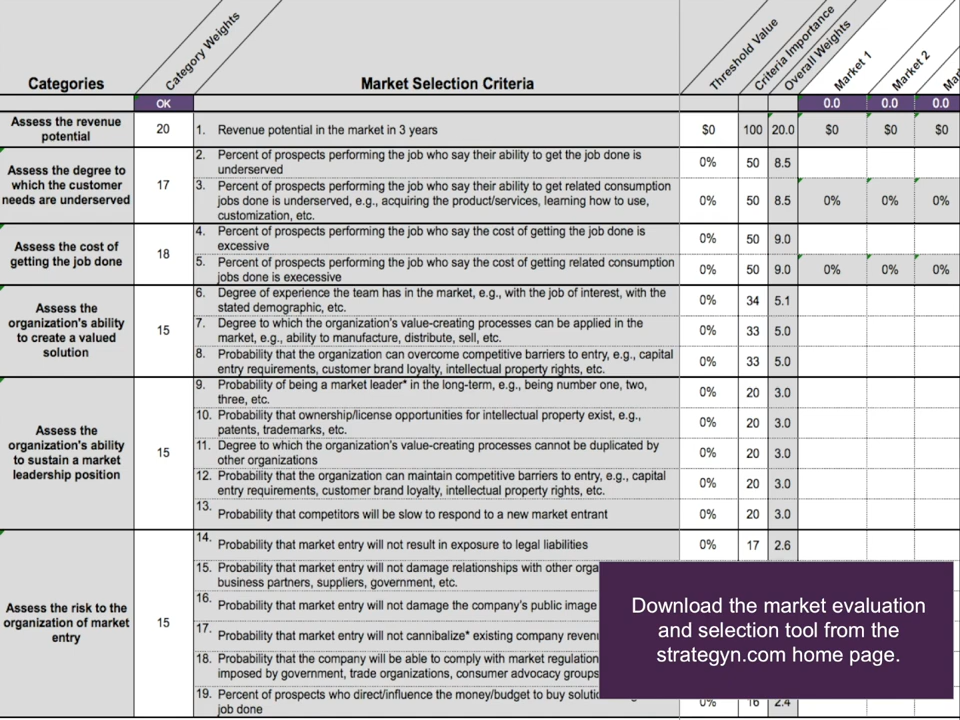 Categories
Category Weights
Market Selection Criteria
Threshold Value
Criteria Importance
Overall Weights
Market 1
Market 2
OK
0.0 0.0 0.0
Assess the revenue
potential
20
1. Revenue potential in the market in 3 years
$0 100 20.0 $0 $0 $0
Assess the degree to
which the customer
needs are underserved
17
2. Percent of prospects performing the job who say their ability to get the job done is
underserved
0% 50 8.5
3. Percent of prospects performing the job who say their ability to get related consumption
jobs done is underserved, e.g., acquiring the product/services, learning how to use,
customization, etc.
0% 50 8.5 0% 0% 0%
Assess the cost of
getting the job done
18
4. Percent of prospects performing the job who say the cost of getting the job done is
excessive
0% 50 9.0
5. Percent of prospects performing the job who say the cost of getting related consumption
jobs done is execessive
0% 50 9.0 0% 0% 0%
Assess the
organization's ability
to create a valued
solution
15
6. Degree of experience the team has in the market, e.g., with the job of interest, with the
stated demographic, etc.
0% 34 5.1
7. Degree to which the organization's value-creating processes can be applied in the
market, e.g., ability to manufacture, distribute, sell, etc.
0% 33 5.0
8. Probability that the organization can overcome competitive barriers to entry, e.g., capital
entry requirements, customer brand loyalty, intellectual property rights, etc.
0% 33 5.0
Assess the
organization's ability
to sustain a market
leadership position
15
9. Probability of being a market leader* in the long-term, e.g., being number one, two,
three, etc.
0% 20 3.0
10. Probability that ownership/license opportunities for intellectual property exist, e.g.,
patents, trademarks, etc.
0% 20 3.0
11. Degree to which the organization's value-creating processes cannot be duplicated by
other organizations
0% 20 3.0
12. Probability that the organization can maintain competitive barriers to entry, e.g., capital
entry requirements, customer brand loyalty, intellectual property rights, etc.
0% 20 3.0
13. Probability that competitors will be slow to respond to a new market entrant
0% 20 3.0
Assess the risk to the
organization of market
entry
15
14. Probability that market entry will not result in exposure to legal liabilities
0% 17 2.6
15. Probability that market entry will not damage relationships with other
business partners, suppliers, government, etc.
16. Probability that market entry will not damage the company's public image
17. Probability that market entry will not cannibalize* existing company
18. Probability that the company will be able to comply with market
imposed by government, trade organizations, consumer advocacy groups
19. Percent of prospects who direct/influence the money/budget to buy
job done
0% 16 2.4
Download the market evaluation
and selection tool from the
strategyn.com home page.